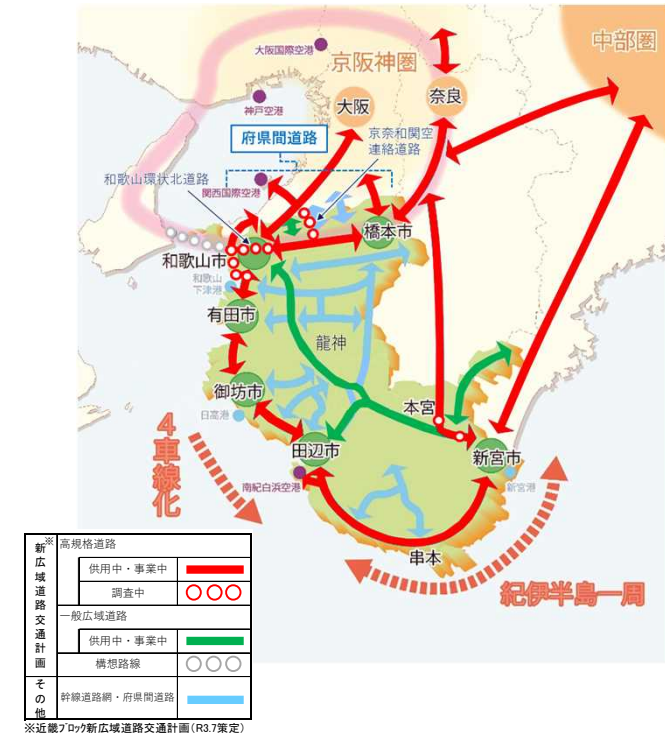 中部圏
大阪国際空港
京阪神圏
神戸空港
大阪
奈良
府県間道路
京奈和関空
連絡道路
和歌山環状北道路
関西国際空港
橋本市
和歌山市
和歌山
下津港
有田市
龍神
御坊市
日高港
本宮
4車線化
田辺市
新宮市
南紀白浜空港
新宮港
串本
紀伊半島一周
新広域道路交通計画
※
高規格道路
供用中・事業中
調査中
一般広域道路
供用中・事業中
構想路線
その他
幹線道路網・府県間道路
※近畿ブロック新広域道路交通計画(R3.7策定)